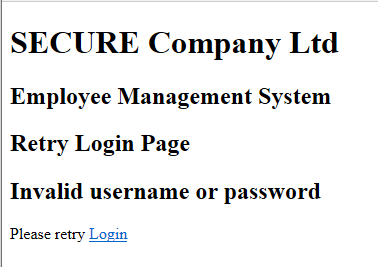 SECURE Company Ltd
Employee Management System
Retry Login Page
Invalid username or password
Please retry Login